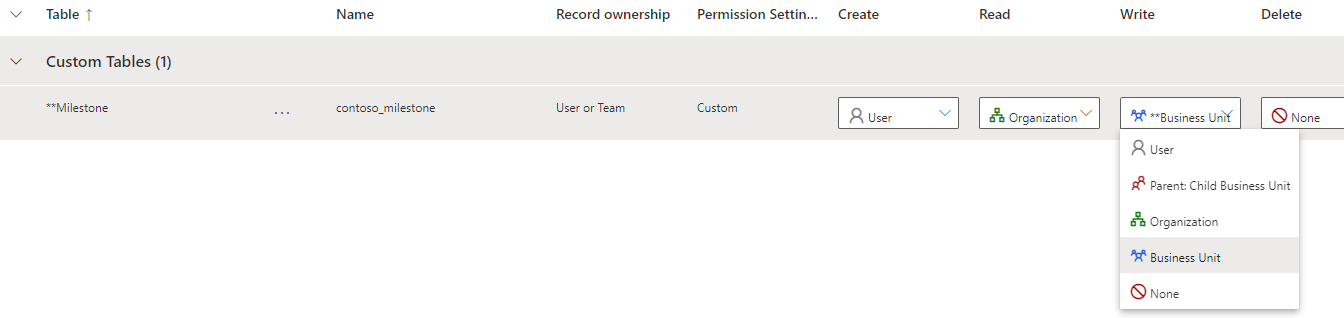 Table ↑ Name Record ownership Permission Settin... Create Read Write Delete
Custom Tables (1)
**Milestone ... contoso_milestone User or Team Custom User Organization **Business Unit None
User
Parent: Child Business Unit
Organization
Business Unit
None